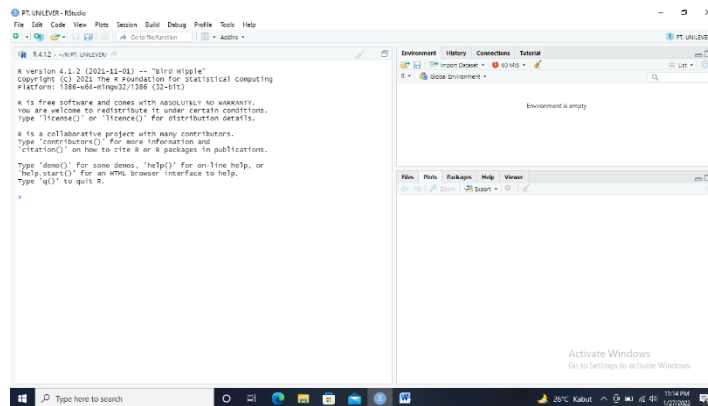 PT. UNILEVER - RStudio
File Edit Code View Plots Session Build Debug Profile Tools Help
Go to file/function Addins PT. UNILEVER
R 4.1.2 · ~/R/PT. UNILEVER/
R version 4.1.2 (2021-11-01) -- "Bird Hippie"
Copyright (C) 2021 The R Foundation for Statistical Computing
Platform: i386-w64-mingw32/i386 (32-bit)
R is free software and comes with ABSOLUTELY NO WARRANTY.
You are welcome to redistribute it under certain conditions.
Type 'license()' or 'licence()' for distribution details.
R is a collaborative project with many contributors.
Type 'contributors()' for more information and
'citation()' on how to cite R or R packages in publications.
Type 'demo()' for some demos, 'help()' for on-line help, or
'help.start()' for an HTML browser interface to help.
Type 'q()' to quit R.
>
Environment History Connections Tutorial
Import Dataset 60 MiB List
R Global Environment
Environment is empty
Files Plots Packages Help Viewer
Zoom Export
Activate Windows
Go to Settings to activate Windows.
Type here to search
26°C Kabut
11:14 PM
1/27/2022